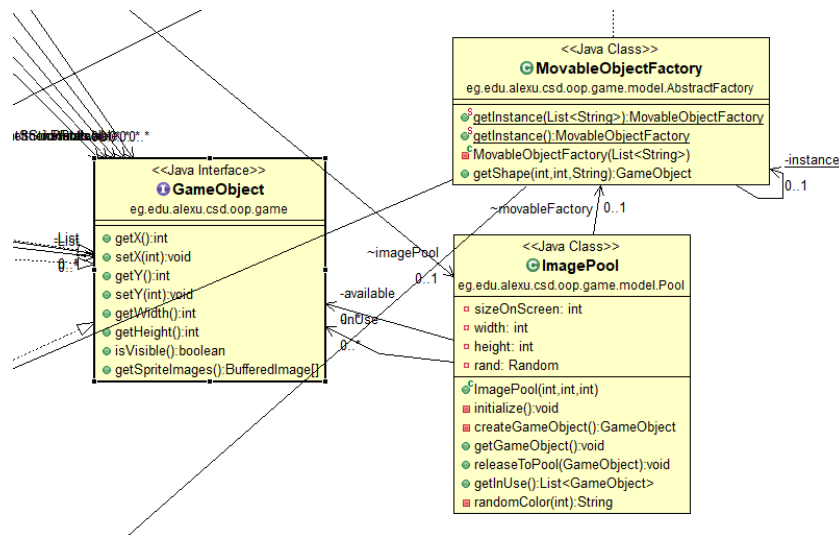 <<Java Class>>
MovableObjectFactory
eg.edu.alexu.csd.oop.game.model.AbstractFactory
getInstance(List<String>):MovableObjectFactory
getInstance():MovableObjectFactory
MovableObjectFactory(List<String>)
getShape(int,int,String):GameObject
-instance
0..1
<<Java Interface>>
GameObject
eg.edu.alexu.csd.oop.game
getX():int
setX(int):void
getY():int
setY(int):void
getWidth():int
getHeight():int
isVisible():boolean
getSpriteImages():BufferedImage[]
-List
0..*
~movableFactory
0..1
~imagePool
0..1
-available
0..*
-inUse
0..*
<<Java Class>>
ImagePool
eg.edu.alexu.csd.oop.game.model.Pool
sizeOnScreen: int
width: int
height: int
rand: Random
ImagePool(int,int,int)
initialize():void
createGameObject():GameObject
getGameObject():void
releaseToPool(GameObject):void
getInUse():List<GameObject>
randomColor(int):String